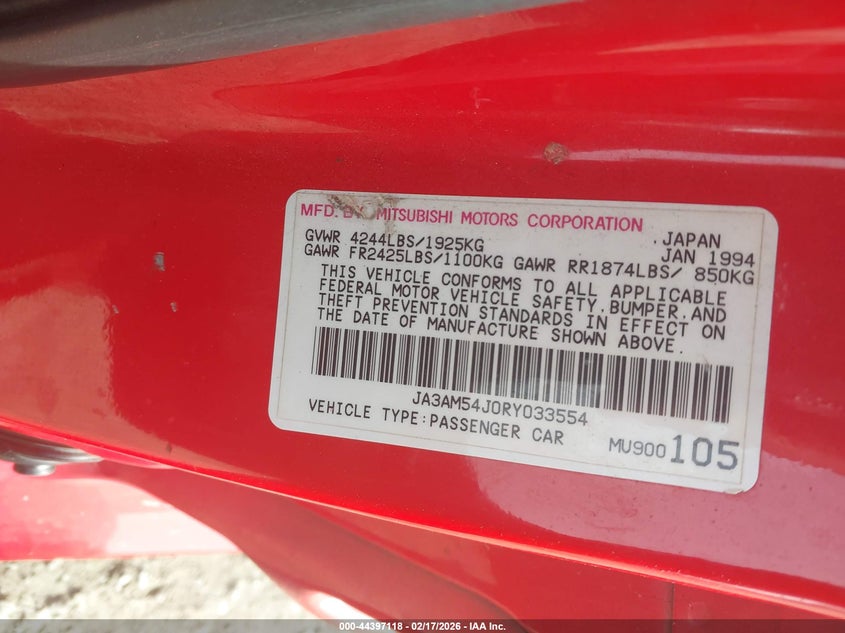 MFD. BY MITSUBISHI MOTORS CORPORATION JAPAN
GVWR 4244LBS/1925KG JAN 1994
GAWR FR2425LBS/1100KG GAWR RR1874LBS/ 850KG
THIS VEHICLE CONFORMS TO ALL APPLICABLE
FEDERAL MOTOR VEHICLE SAFETY,BUMPER,AND
THEFT PREVENTION STANDARDS IN EFFECT ON
THE DATE OF MANUFACTURE SHOWN ABOVE.
JA3AM54J0RY033554
VEHICLE TYPE:PASSENGER CAR MU900 105
000-44397118 - 02/17/2026 - IAA Inc.